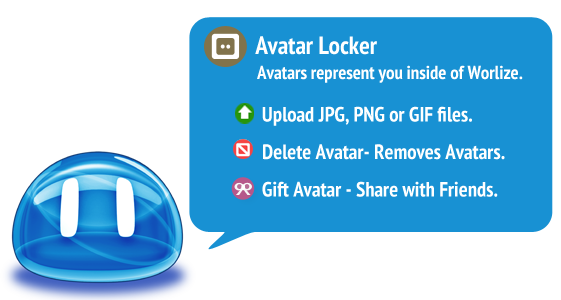 Avatar Locker
Avatars represent you inside of Worlize.
Upload JPG, PNG or GIF files.
Delete Avatar- Removes Avatars.
Gift Avatar - Share with Friends.